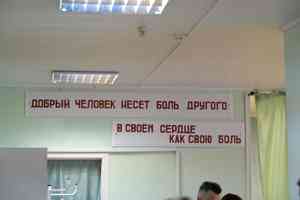 ДОБРЫЙ ЧЕЛОВЕК НЕСЕТ БОЛЬ ДРУГОГО
В СВОЕМ СЕРДЦЕ
КАК СВОЮ БОЛЬ